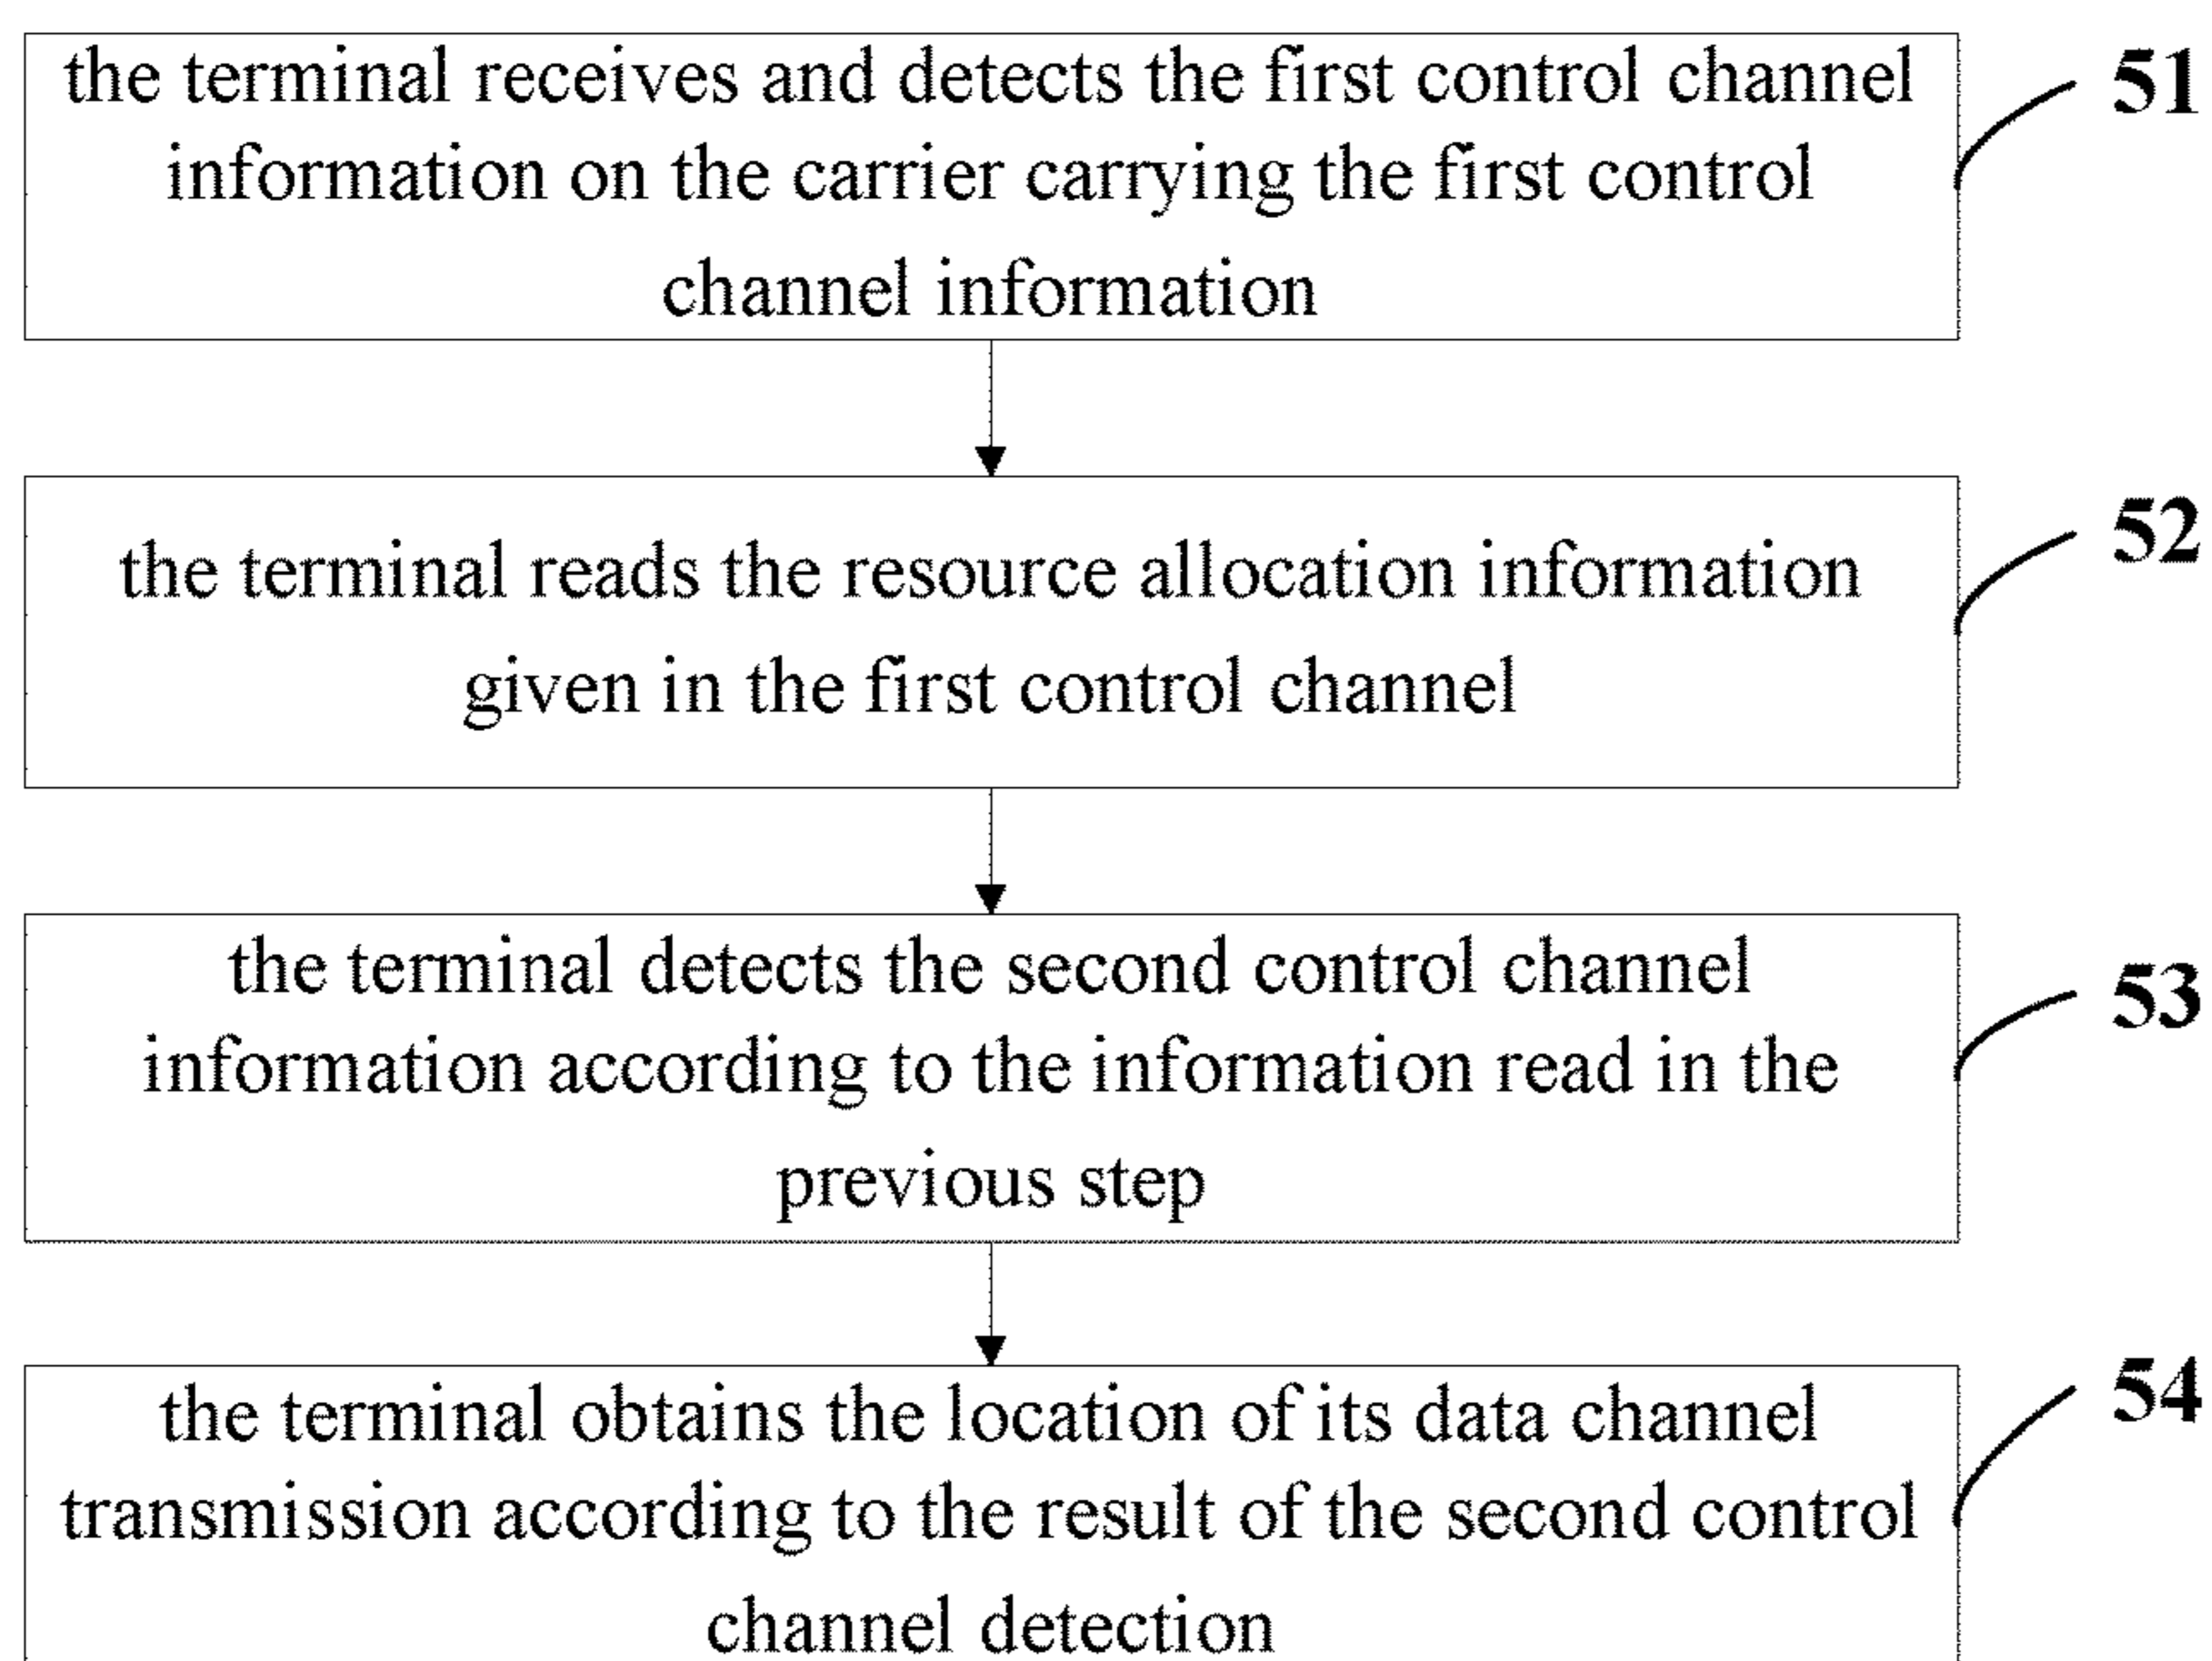 the terminal receives and detects the first control channel
information on the carrier carrying the first control
channel information
51
the terminal reads the resource allocation information
given in the first control channel
52
the terminal detects the second control channel
information according to the information read in the
previous step
53
the terminal obtains the location of its data channel
transmission according to the result of the second control
channel detection
54